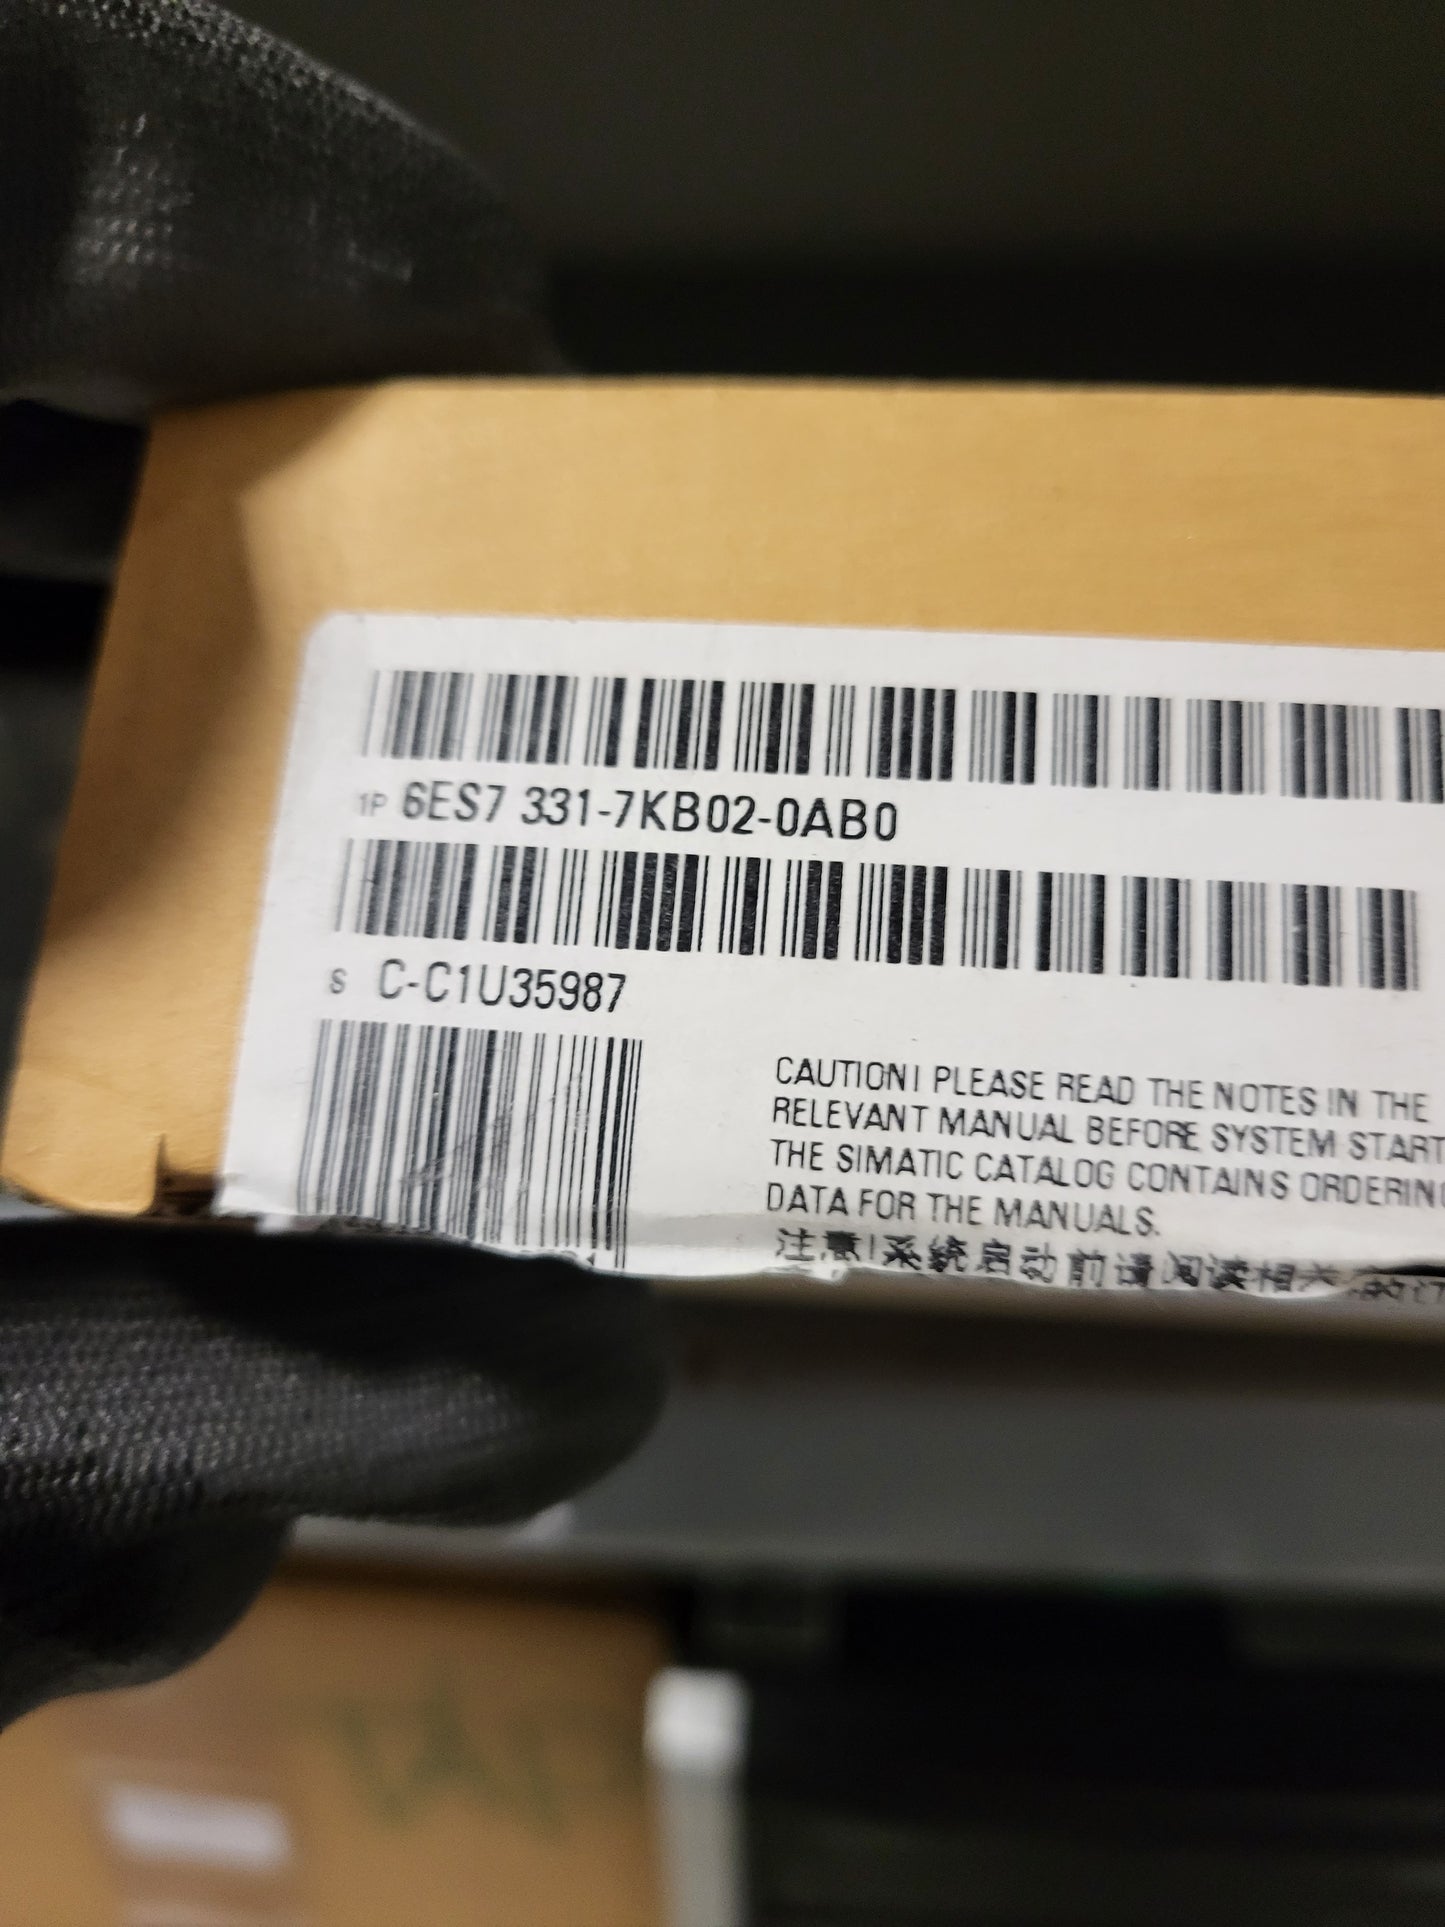 1P 6ES7 331-7KB02-0AB0
S C-C1U35987
CAUTION! PLEASE READ THE NOTES IN THE
RELEVANT MANUAL BEFORE SYSTEM START
THE SIMATIC CATALOG CONTAINS ORDERING
DATA FOR THE MANUALS.
注意!系统启动前请阅读相关